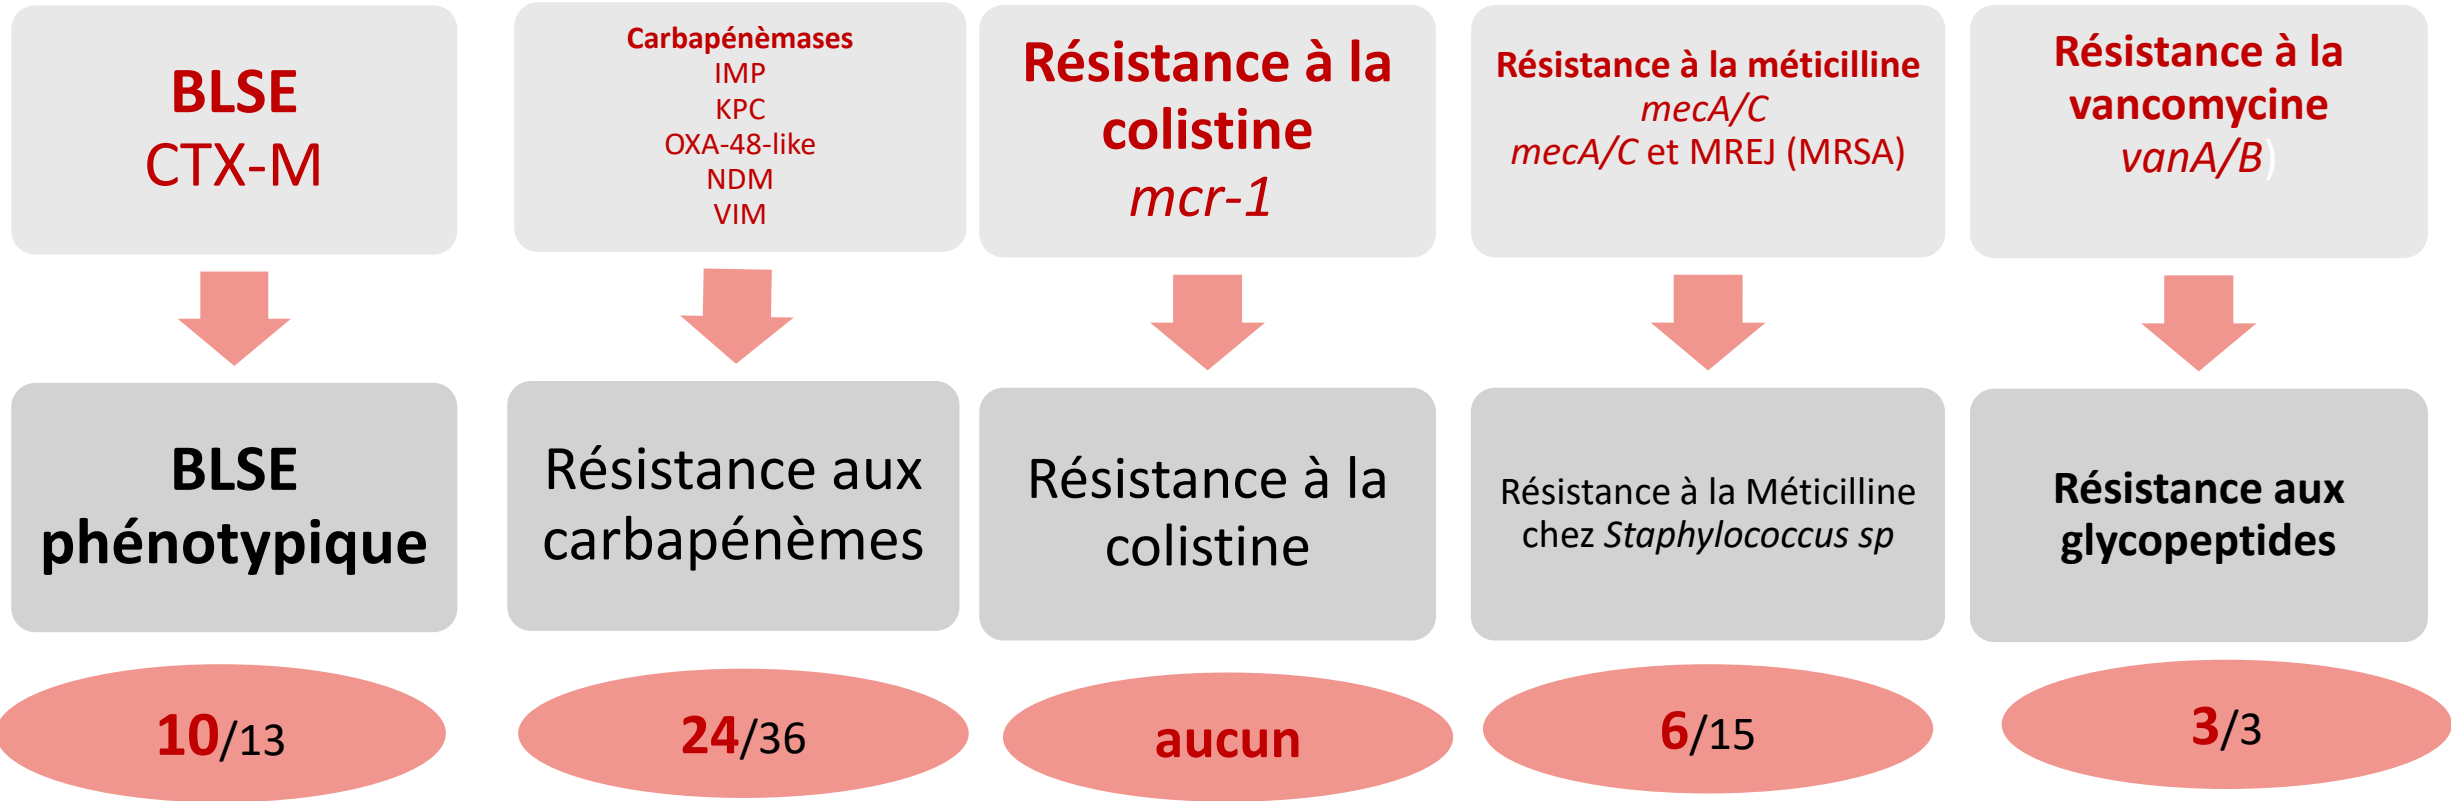 BLSE
CTX-M
Carbapénèmases
IMP
KPC
OXA-48-like
NDM
VIM
Résistance à la
colistine
mcr-1
Résistance à la méticilline
mecA/C
mecA/C et MREJ (MRSA)
Résistance à la
vancomycine
vanA/B)
BLSE
phénotypique
Résistance aux
carbapénèmes
Résistance à la
colistine
Résistance à la Méticilline
chez Staphylococcus sp
Résistance aux
glycopeptides
10/13
24/36
aucun
6/15
3/3